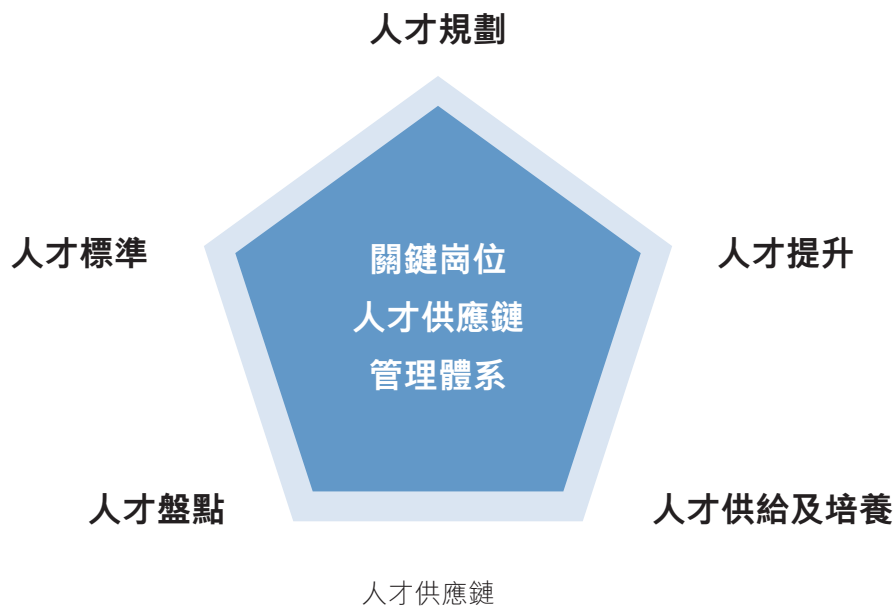 人才規劃
人才標準
人才提升
關鍵崗位
人才供應鏈
管理體系
人才盤點
人才供給及培養
人才供應鏈